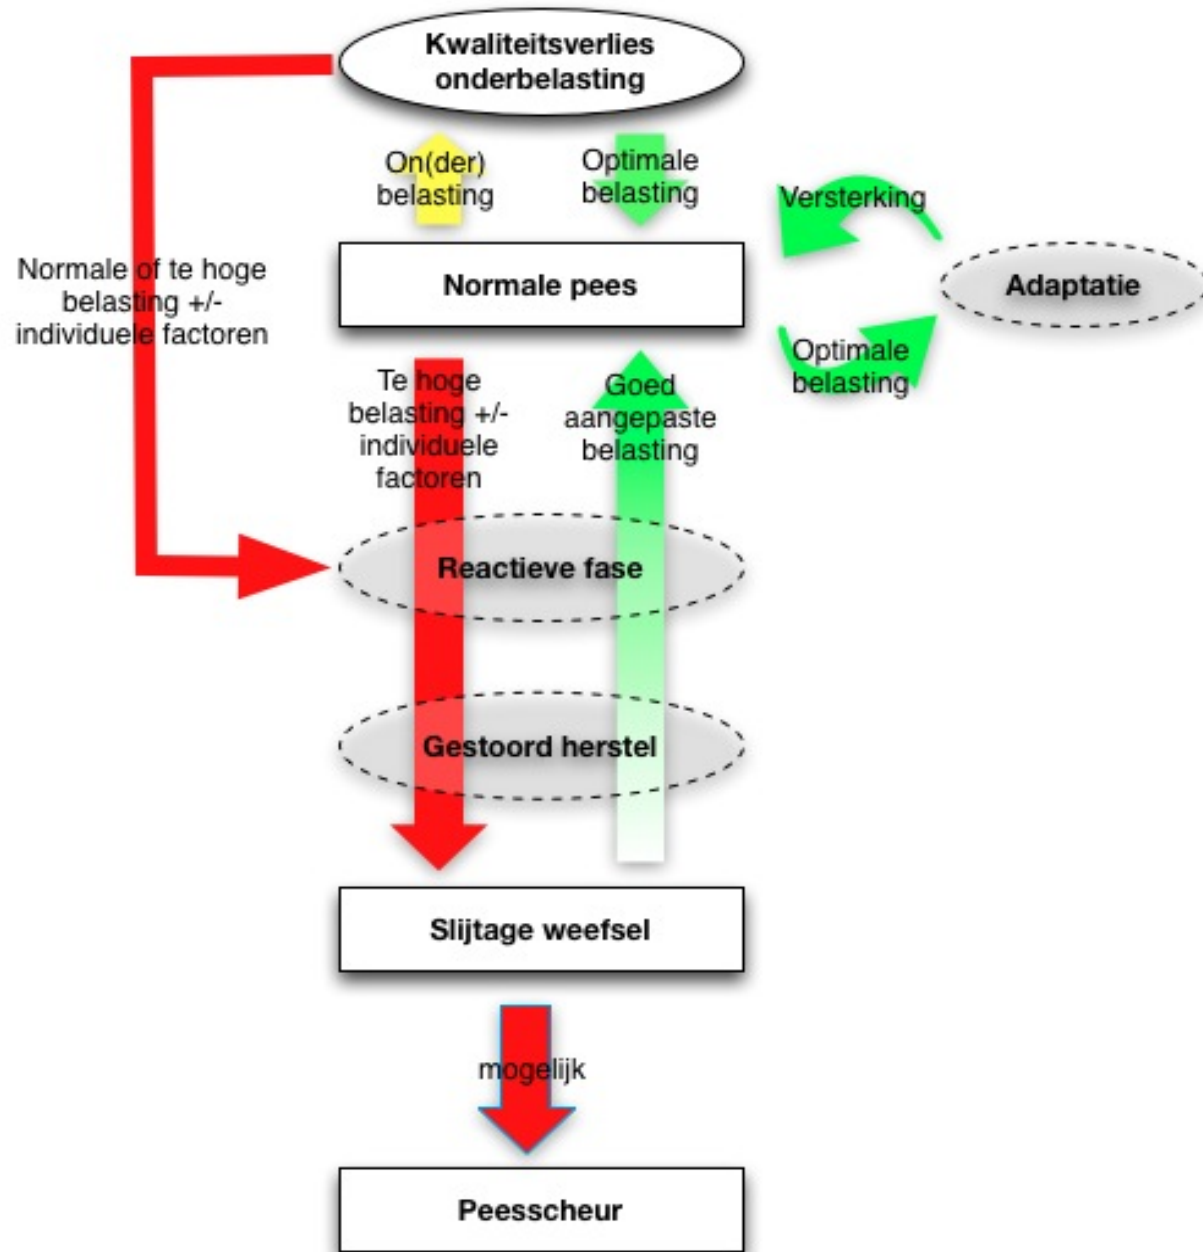 Kwaliteitsverlies
onderbelasting
On(der)
belasting
Optimale
belasting
Versterking
Normale of te hoge
belasting +/-
individuele factoren
Normale pees
Adaptatie
Optimale
belasting
Te hoge
belasting +/-
individuele
factoren
Goed
aangepaste
belasting
Reactieve fase
Gestoord herstel
Slijtage weefsel
mogelijk
Peesscheur